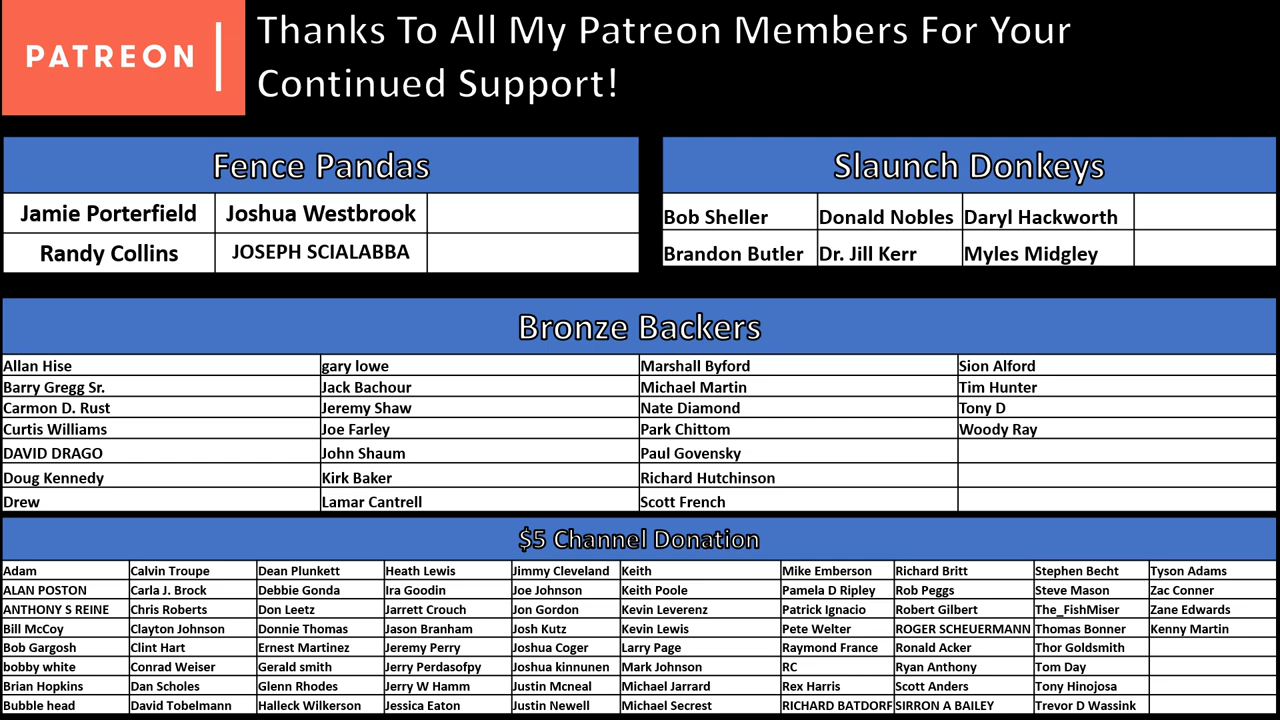 PATREON
Thanks To All My Patreon Members For Your
Continued Support!
Fence Pandas
Jamie Porterfield Joshua Westbrook
Randy Collins JOSEPH SCIALABBA
Slaunch Donkeys
Bob Sheller Donald Nobles Daryl Hackworth
Brandon Butler Dr. Jill Kerr Myles Midgley
Bronze Backers
Allan Hise gary lowe Marshall Byford Sion Alford
Barry Gregg Sr. Jack Bachour Michael Martin Tim Hunter
Carmon D. Rust Jeremy Shaw Nate Diamond Tony D
Curtis Williams Joe Farley Park Chittom Woody Ray
DAVID DRAGO John Shaum Paul Govensky
Doug Kennedy Kirk Baker Richard Hutchinson
Drew Lamar Cantrell Scott French
$5 Channel Donation
Adam Calvin Troupe Dean Plunkett Heath Lewis Jimmy Cleveland Keith Mike Emberson Richard Britt Stephen Becht Tyson Adams
ALAN POSTON Carla J. Brock Debbie Gonda Ira Goodin Joe Johnson Keith Poole Pamela D Ripley Rob Peggs Steve Mason Zac Conner
ANTHONY S REINE Chris Roberts Don Leetz Jarrett Crouch Jon Gordon Kevin Leverenz Patrick Ignacio Robert Gilbert The_FishMiser Zane Edwards
Bill McCoy Clayton Johnson Donnie Thomas Jason Branham Josh Kutz Kevin Lewis Pete Welter ROGER SCHEUERMANN Thomas Bonner Kenny Martin
Bob Gargosh Clint Hart Ernest Martinez Jeremy Perry Joshua Coger Larry Page Raymond France Ronald Acker Thor Goldsmith
bobby white Conrad Weiser Gerald smith Jerry Perdasofpy Joshua kinnunen Mark Johnson RC Ryan Anthony Tom Day
Brian Hopkins Dan Scholes Glenn Rhodes Jerry W Hamm Justin Mcneal Michael Jarrard Rex Harris Scott Anders Tony Hinojosa
Bubble head David Tobelmann Halleck Wilkerson Jessica Eaton Justin Newell Michael Secrest RICHARD BATDORF SIRRON A BAILEY Trevor D Wassink